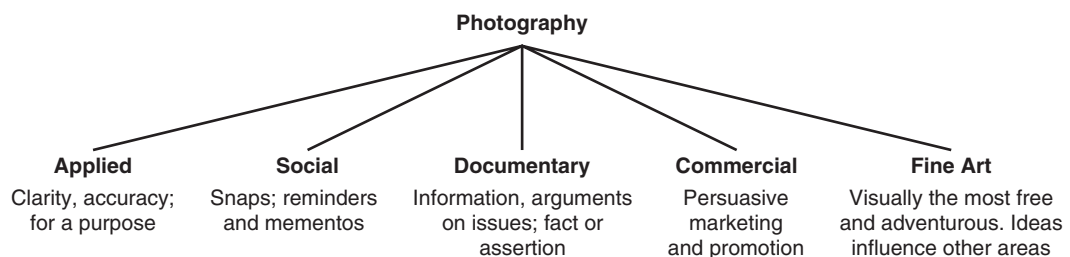 Photography
Applied
Clarity, accuracy;
for a purpose
Social
Snaps; reminders
and mementos
Documentary
Information, arguments
on issues; fact or
assertion
Commercial
Persuasive
marketing
and promotion
Fine Art
Visually the most free
and adventurous. Ideas
influence other areas